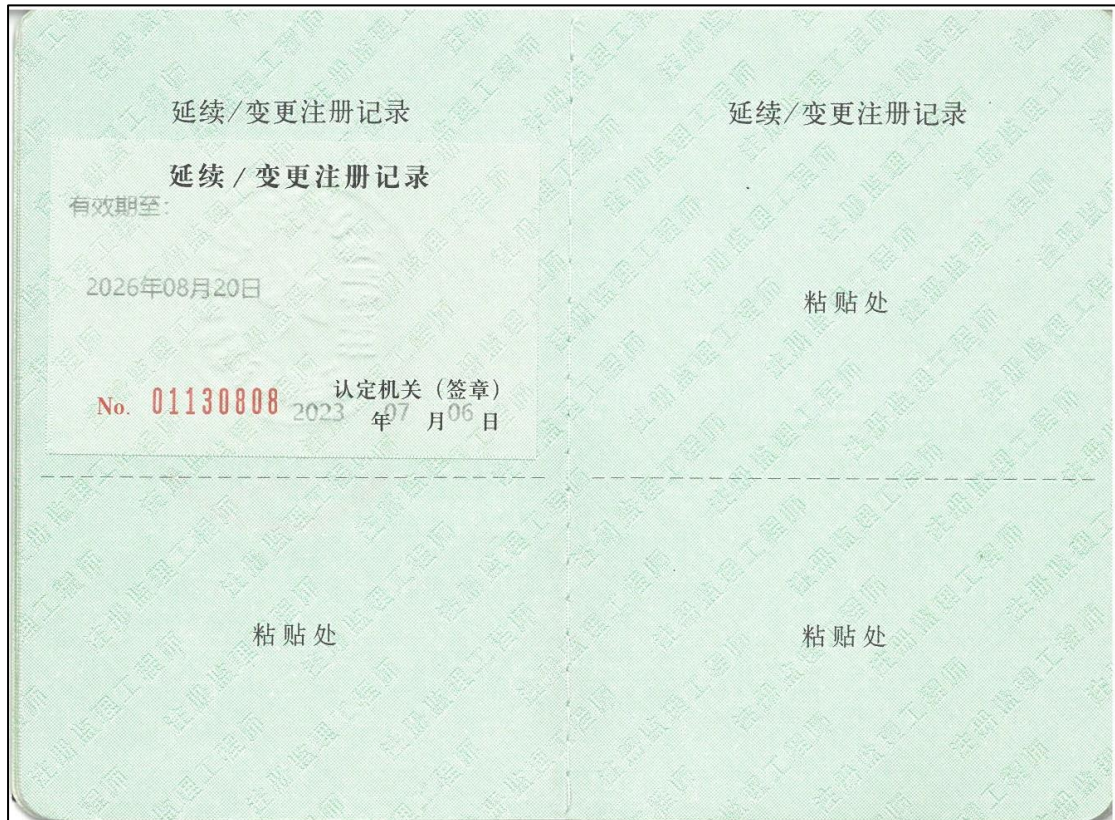 延续/变更注册记录
延续 / 变更注册记录
有效期至:
2026年08月20日
认定机关（签章）
No. 01130808 2023 年 07 月 06 日
粘贴处
延续/变更注册记录
粘贴处
粘贴处